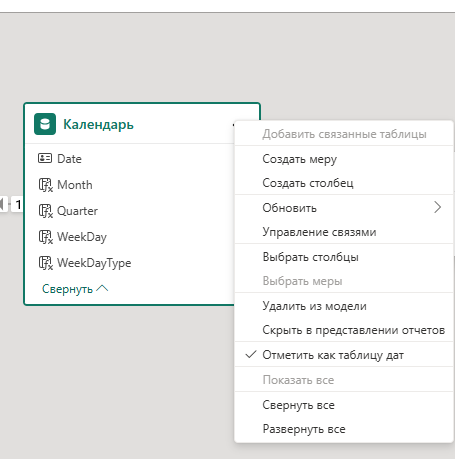 Календарь
Date
Month
Quarter
WeekDay
WeekDayType
Свернуть
1
Добавить связанные таблицы
Создать меру
Создать столбец
Обновить
Управление связями
Выбрать столбцы
Выбрать меры
Удалить из модели
Скрыть в представлении отчетов
Отметить как таблицу дат
Показать все
Свернуть все
Развернуть все